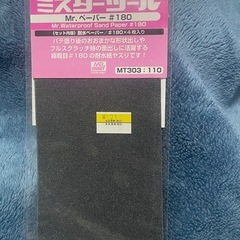 ミスターツール
Mr.ペーパー #180
Mr.Waterproof Sand Paper #180
(セット内容) 耐水ペーパー/#180×4枚入り
パテ盛り後のおおまかな形状出しや
フルスクラッチ時の面出しに活躍する
番粗目#180の耐水紙ヤスリです!
MT303:110